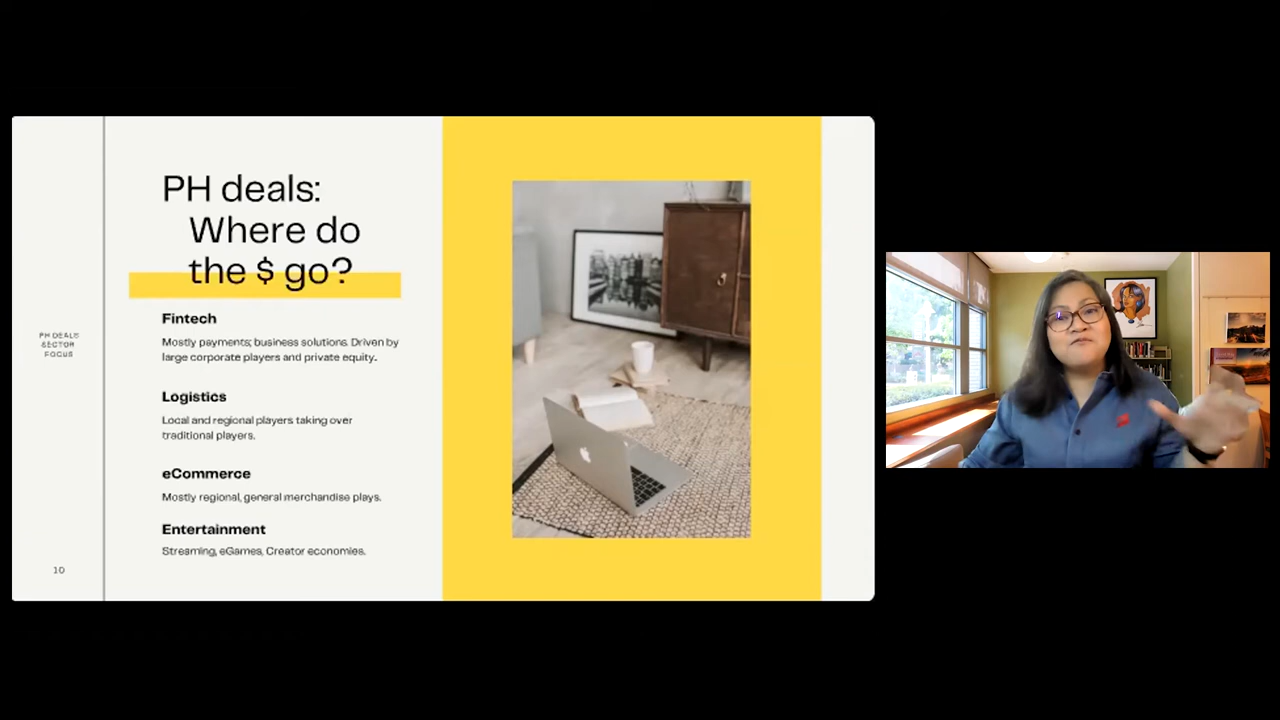 PH deals:
Where do
the $ go?
Fintech
Mostly payments; business solutions. Driven by
large corporate players and private equity.
PH DEALS
SECTOR
FOCUS
Logistics
Local and regional players taking over
traditional players.
eCommerce
Mostly regional, general merchandise plays.
Entertainment
Streaming, eGames, Creator economies.
10